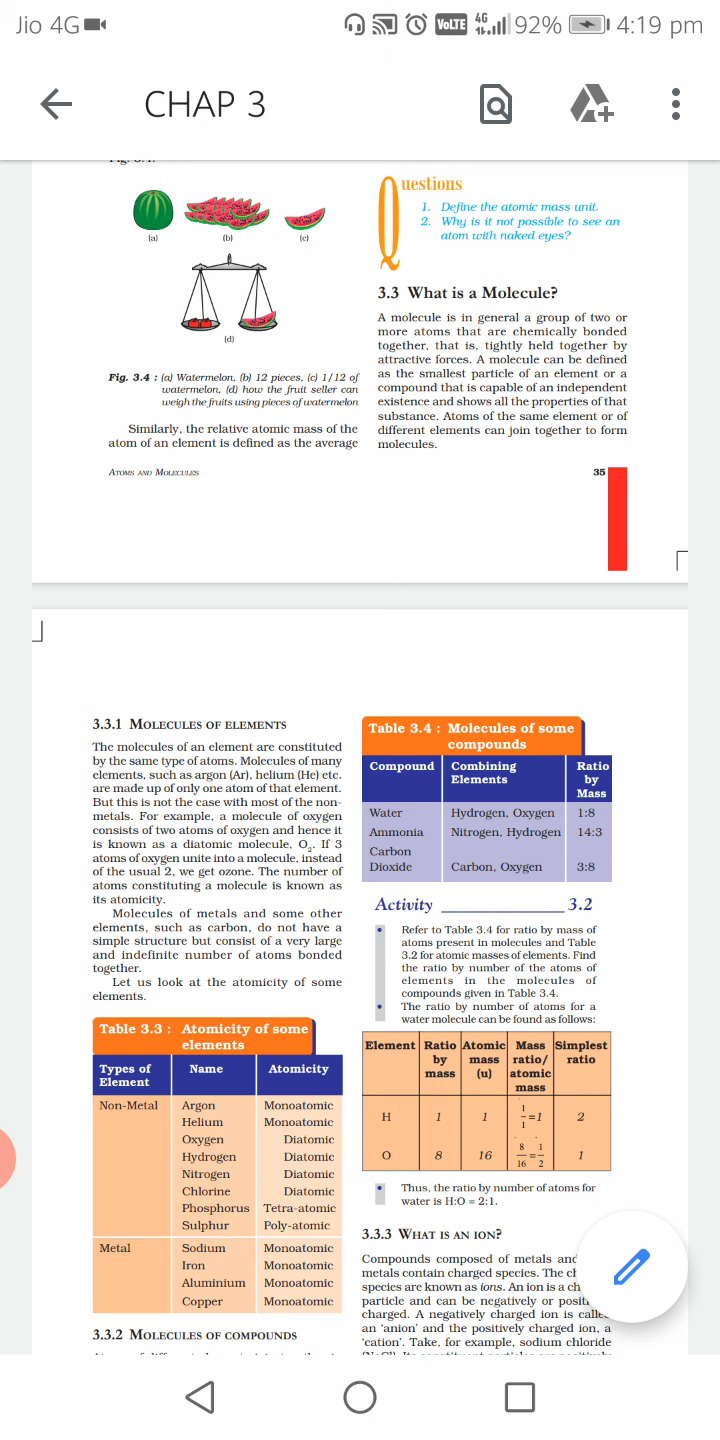 Jio 4G
VoLTE 4G 92% 4:19 pm
CHAP 3
(a)
(b)
(c)
(d)
Fig. 3.4 : (a) Watermelon, (b) 12 pieces, (c) 1/12 of
watermelon, (d) how the fruit seller can
weigh the fruits using pieces of watermelon
Similarly, the relative atomic mass of the
atom of an element is defined as the average
Questions
1. Define the atomic mass unit.
2. Why is it not possible to see an
atom with naked eyes?
3.3 What is a Molecule?
A molecule is in general a group of two or
more atoms that are chemically bonded
together, that is, tightly held together by
attractive forces. A molecule can be defined
as the smallest particle of an element or a
compound that is capable of an independent
existence and shows all the properties of that
substance. Atoms of the same element or of
different elements can join together to form
molecules.
ATOMS AND MOLECULES
35
3.3.1 MOLECULES OF ELEMENTS
The molecules of an element are constituted
by the same type of atoms. Molecules of many
elements, such as argon (Ar), helium (He) etc.
are made up of only one atom of that element.
But this is not the case with most of the non-
metals. For example, a molecule of oxygen
consists of two atoms of oxygen and hence it
is known as a diatomic molecule, O2. If 3
atoms of oxygen unite into a molecule, instead
of the usual 2, we get ozone. The number of
atoms constituting a molecule is known as
its atomicity.
Molecules of metals and some other
elements, such as carbon, do not have a
simple structure but consist of a very large
and indefinite number of atoms bonded
together.
Let us look at the atomicity of some
elements.
Table 3.3 : Atomicity of some
elements
Types of Element Name Atomicity
Non-Metal Argon Monoatomic
Helium Monoatomic
Oxygen Diatomic
Hydrogen Diatomic
Nitrogen Diatomic
Chlorine Diatomic
Phosphorus Tetra-atomic
Sulphur Poly-atomic
Metal Sodium Monoatomic
Iron Monoatomic
Aluminium Monoatomic
Copper Monoatomic
3.3.2 MOLECULES OF COMPOUNDS
Table 3.4 : Molecules of some
compounds
Compound Combining Elements Ratio by Mass
Water Hydrogen, Oxygen 1:8
Ammonia Nitrogen, Hydrogen 14:3
Carbon
Dioxide Carbon, Oxygen 3:8
Activity 3.2
• Refer to Table 3.4 for ratio by mass of
atoms present in molecules and Table
3.2 for atomic masses of elements. Find
the ratio by number of the atoms of
elements in the molecules of
compounds given in Table 3.4.
• The ratio by number of atoms for a
water molecule can be found as follows:
Element Ratio by mass Atomic mass (u) Mass ratio/ atomic mass Simplest ratio
H 1 1 1/1 =1 2
O 8 16 8/16 = 1/2 1
• Thus, the ratio by number of atoms for
water is H:O = 2:1.
3.3.3 WHAT IS AN ION?
Compounds composed of metals and
metals contain charged species. The
species are known as ions. An ion is a
particle and can be negatively or
charged. A negatively charged ion is
an 'anion' and the positively charged ion, a
'cation'. Take, for example, sodium chloride